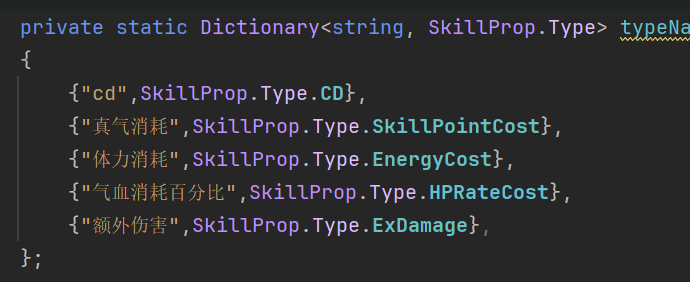 private static Dictionary<string, SkillProp.Type> typeNa
{
{"cd",SkillProp.Type.CD},
{"真气消耗",SkillProp.Type.SkillPointCost},
{"体力消耗",SkillProp.Type.EnergyCost},
{"气血消耗百分比",SkillProp.Type.HPRateCost},
{"额外伤害",SkillProp.Type.ExDamage},
};